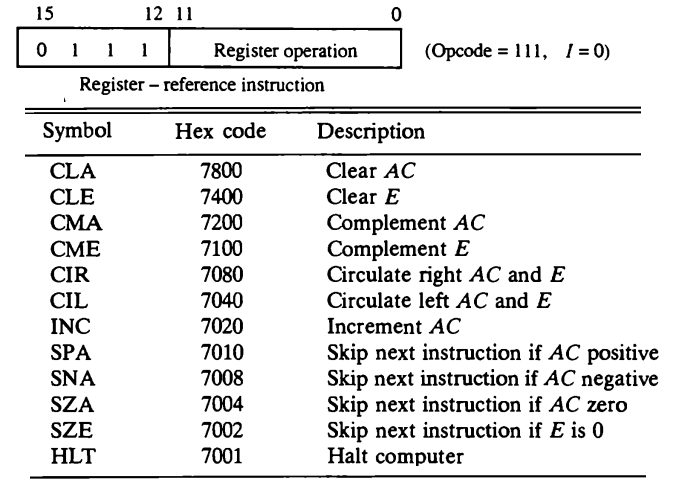 15 12 11 0
0 1 1 1 Register operation (Opcode = 111, I = 0)
Register – reference instruction
Symbol Hex code Description
CLA 7800 Clear AC
CLE 7400 Clear E
CMA 7200 Complement AC
CME 7100 Complement E
CIR 7080 Circulate right AC and E
CIL 7040 Circulate left AC and E
INC 7020 Increment AC
SPA 7010 Skip next instruction if AC positive
SNA 7008 Skip next instruction if AC negative
SZA 7004 Skip next instruction if AC zero
SZE 7002 Skip next instruction if E is 0
HLT 7001 Halt computer